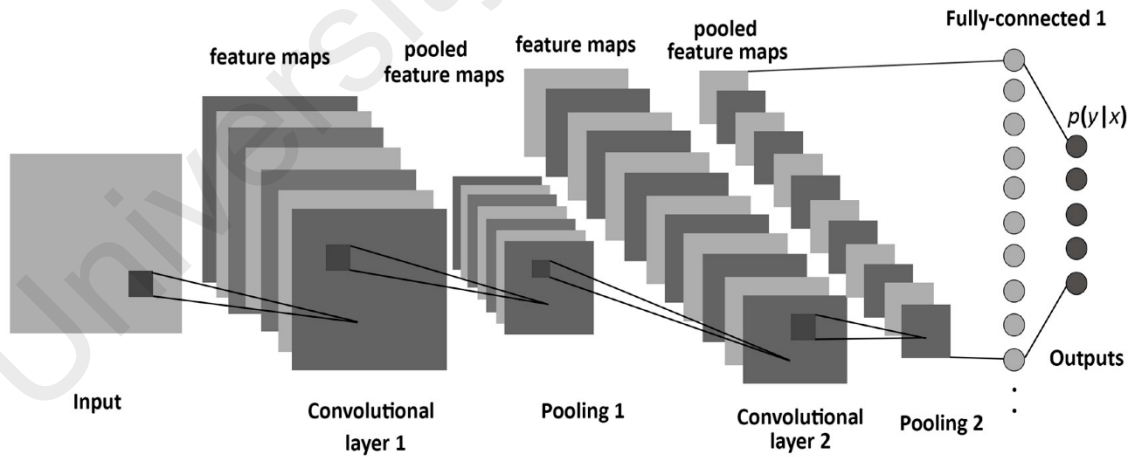 Fully-connected 1
feature maps
pooled
feature maps
feature maps
pooled
feature maps
p(y|x)
Input
Convolutional
layer 1
Pooling 1
Convolutional
layer 2
Pooling 2
Outputs
University